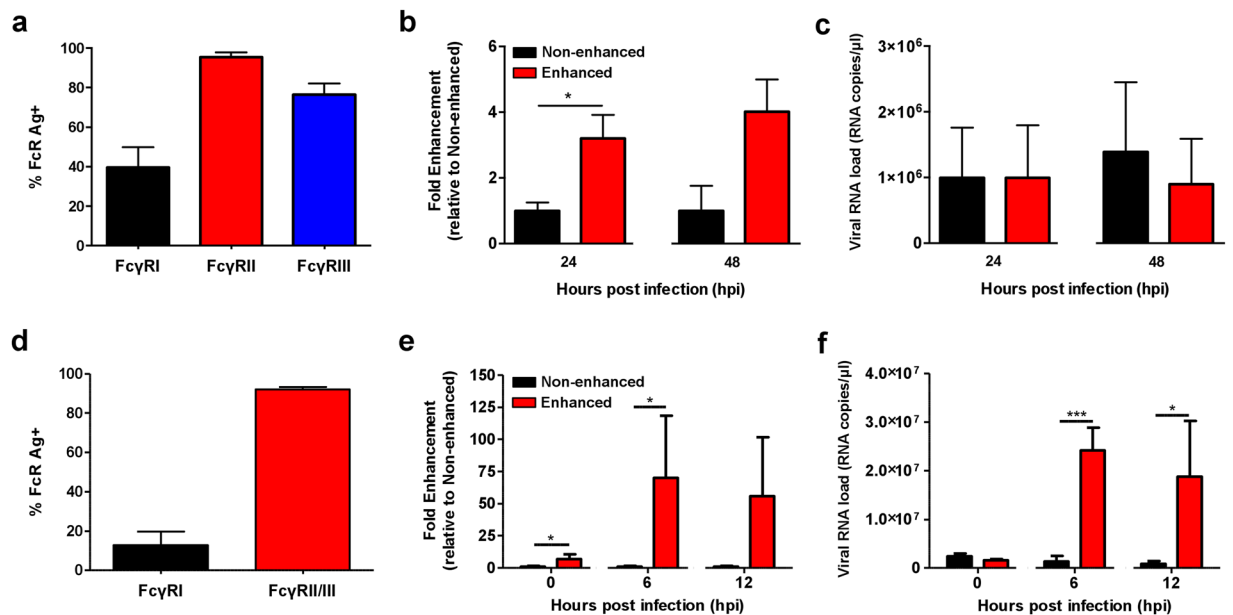 a
% FcR Ag+
100
80
60
40
20
0
FcγRI
FcγRII
FcγRIII
b
Fold Enhancement
(relative to Non-enhanced)
6
4
2
0
Non-enhanced
Enhanced
*
24
48
Hours post infection (hpi)
c
Viral RNA load (RNA copies/µl)
3×10⁶
2×10⁶
1×10⁶
0
24
48
Hours post infection (hpi)
d
% FcR Ag+
100
80
60
40
20
0
FcγRI
FcγRII/III
e
Fold Enhancement
(relative to Non-enhanced)
150
125
100
75
50
25
0
Non-enhanced
Enhanced
*
*
0
6
12
Hours post infection (hpi)
f
Viral RNA load (RNA copies/µl)
4.0×10⁷
3.0×10⁷
2.0×10⁷
1.0×10⁷
0
***
*
0
6
12
Hours post infection (hpi)